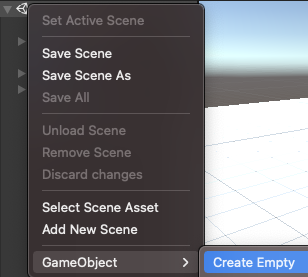 Set Active Scene
Save Scene
Save Scene As
Save All
Unload Scene
Remove Scene
Discard changes
Select Scene Asset
Add New Scene
GameObject
Create Empty